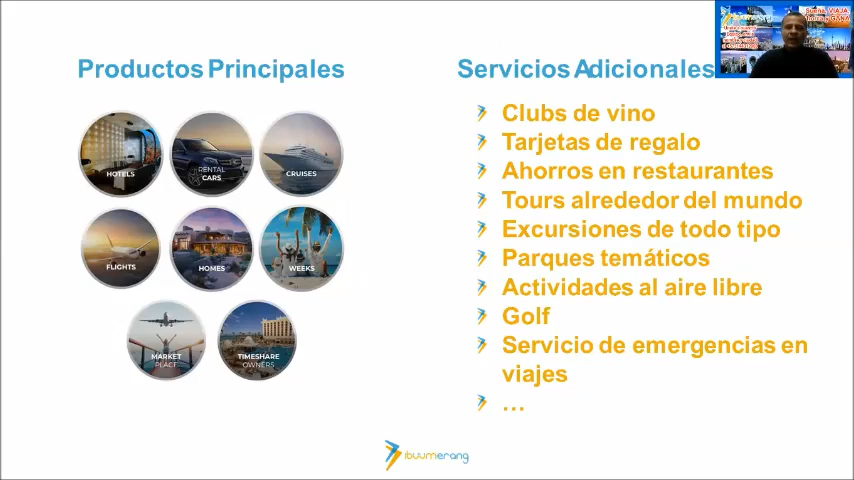 Productos Principales
HOTELS
RENTAL
CARS
CRUISES
FLIGHTS
HOMES
WEEKS
MARKET
PLACE
TIMESHARE
OWNERS
Servicios Adicionales
Clubs de vino
Tarjetas de regalo
Ahorros en restaurantes
Tours alrededor del mundo
Excursiones de todo tipo
Parques temáticos
Actividades al aire libre
Golf
Servicio de emergencias en
viajes
...
Sueña, VIAJA,
ibuumerang